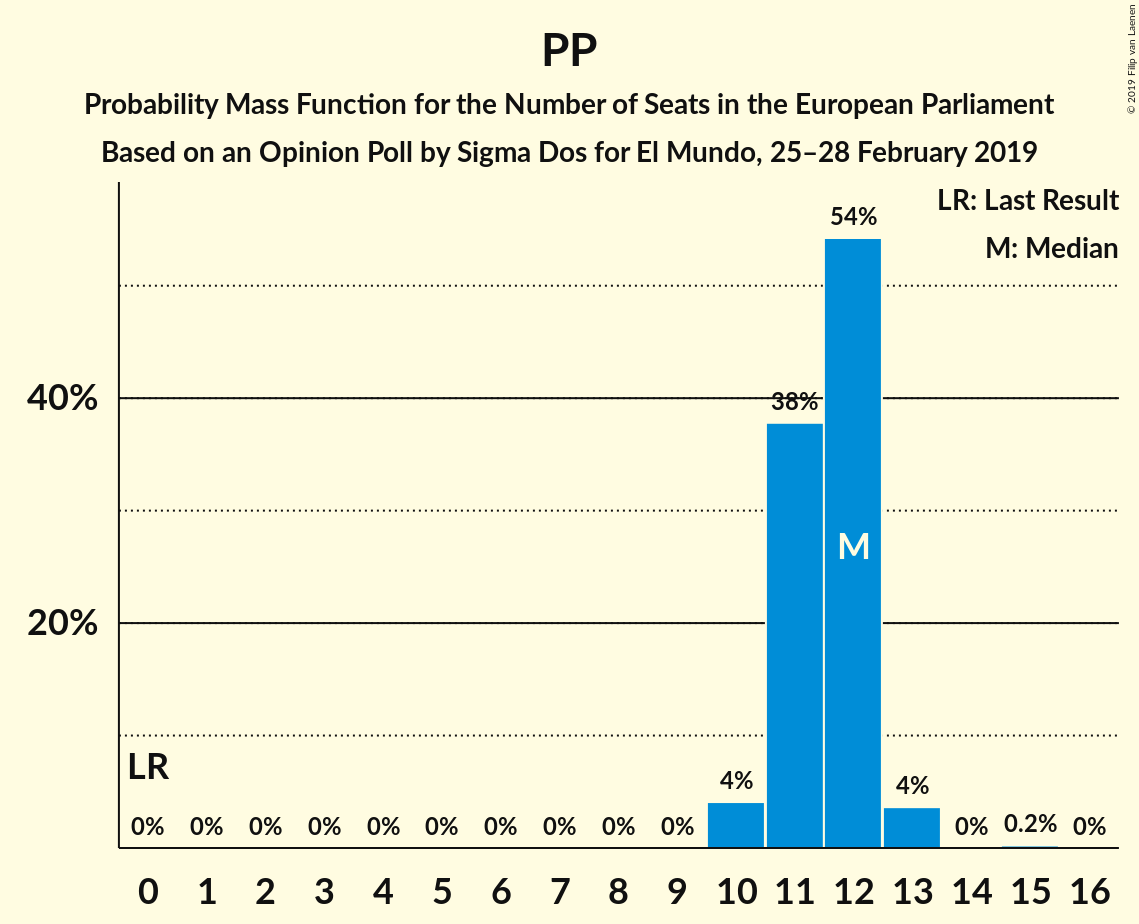 PP
Probability Mass Function for the Number of Seats in the European Parliament
Based on an Opinion Poll by Sigma Dos for El Mundo, 25–28 February 2019
© 2019 Filip van Laenen
LR: Last Result
M: Median
54%
40%
38%
M
20%
LR
4%
4%
0% 0% 0% 0% 0% 0% 0% 0% 0% 0% 0% 0.2% 0%
0 1 2 3 4 5 6 7 8 9 10 11 12 13 14 15 16